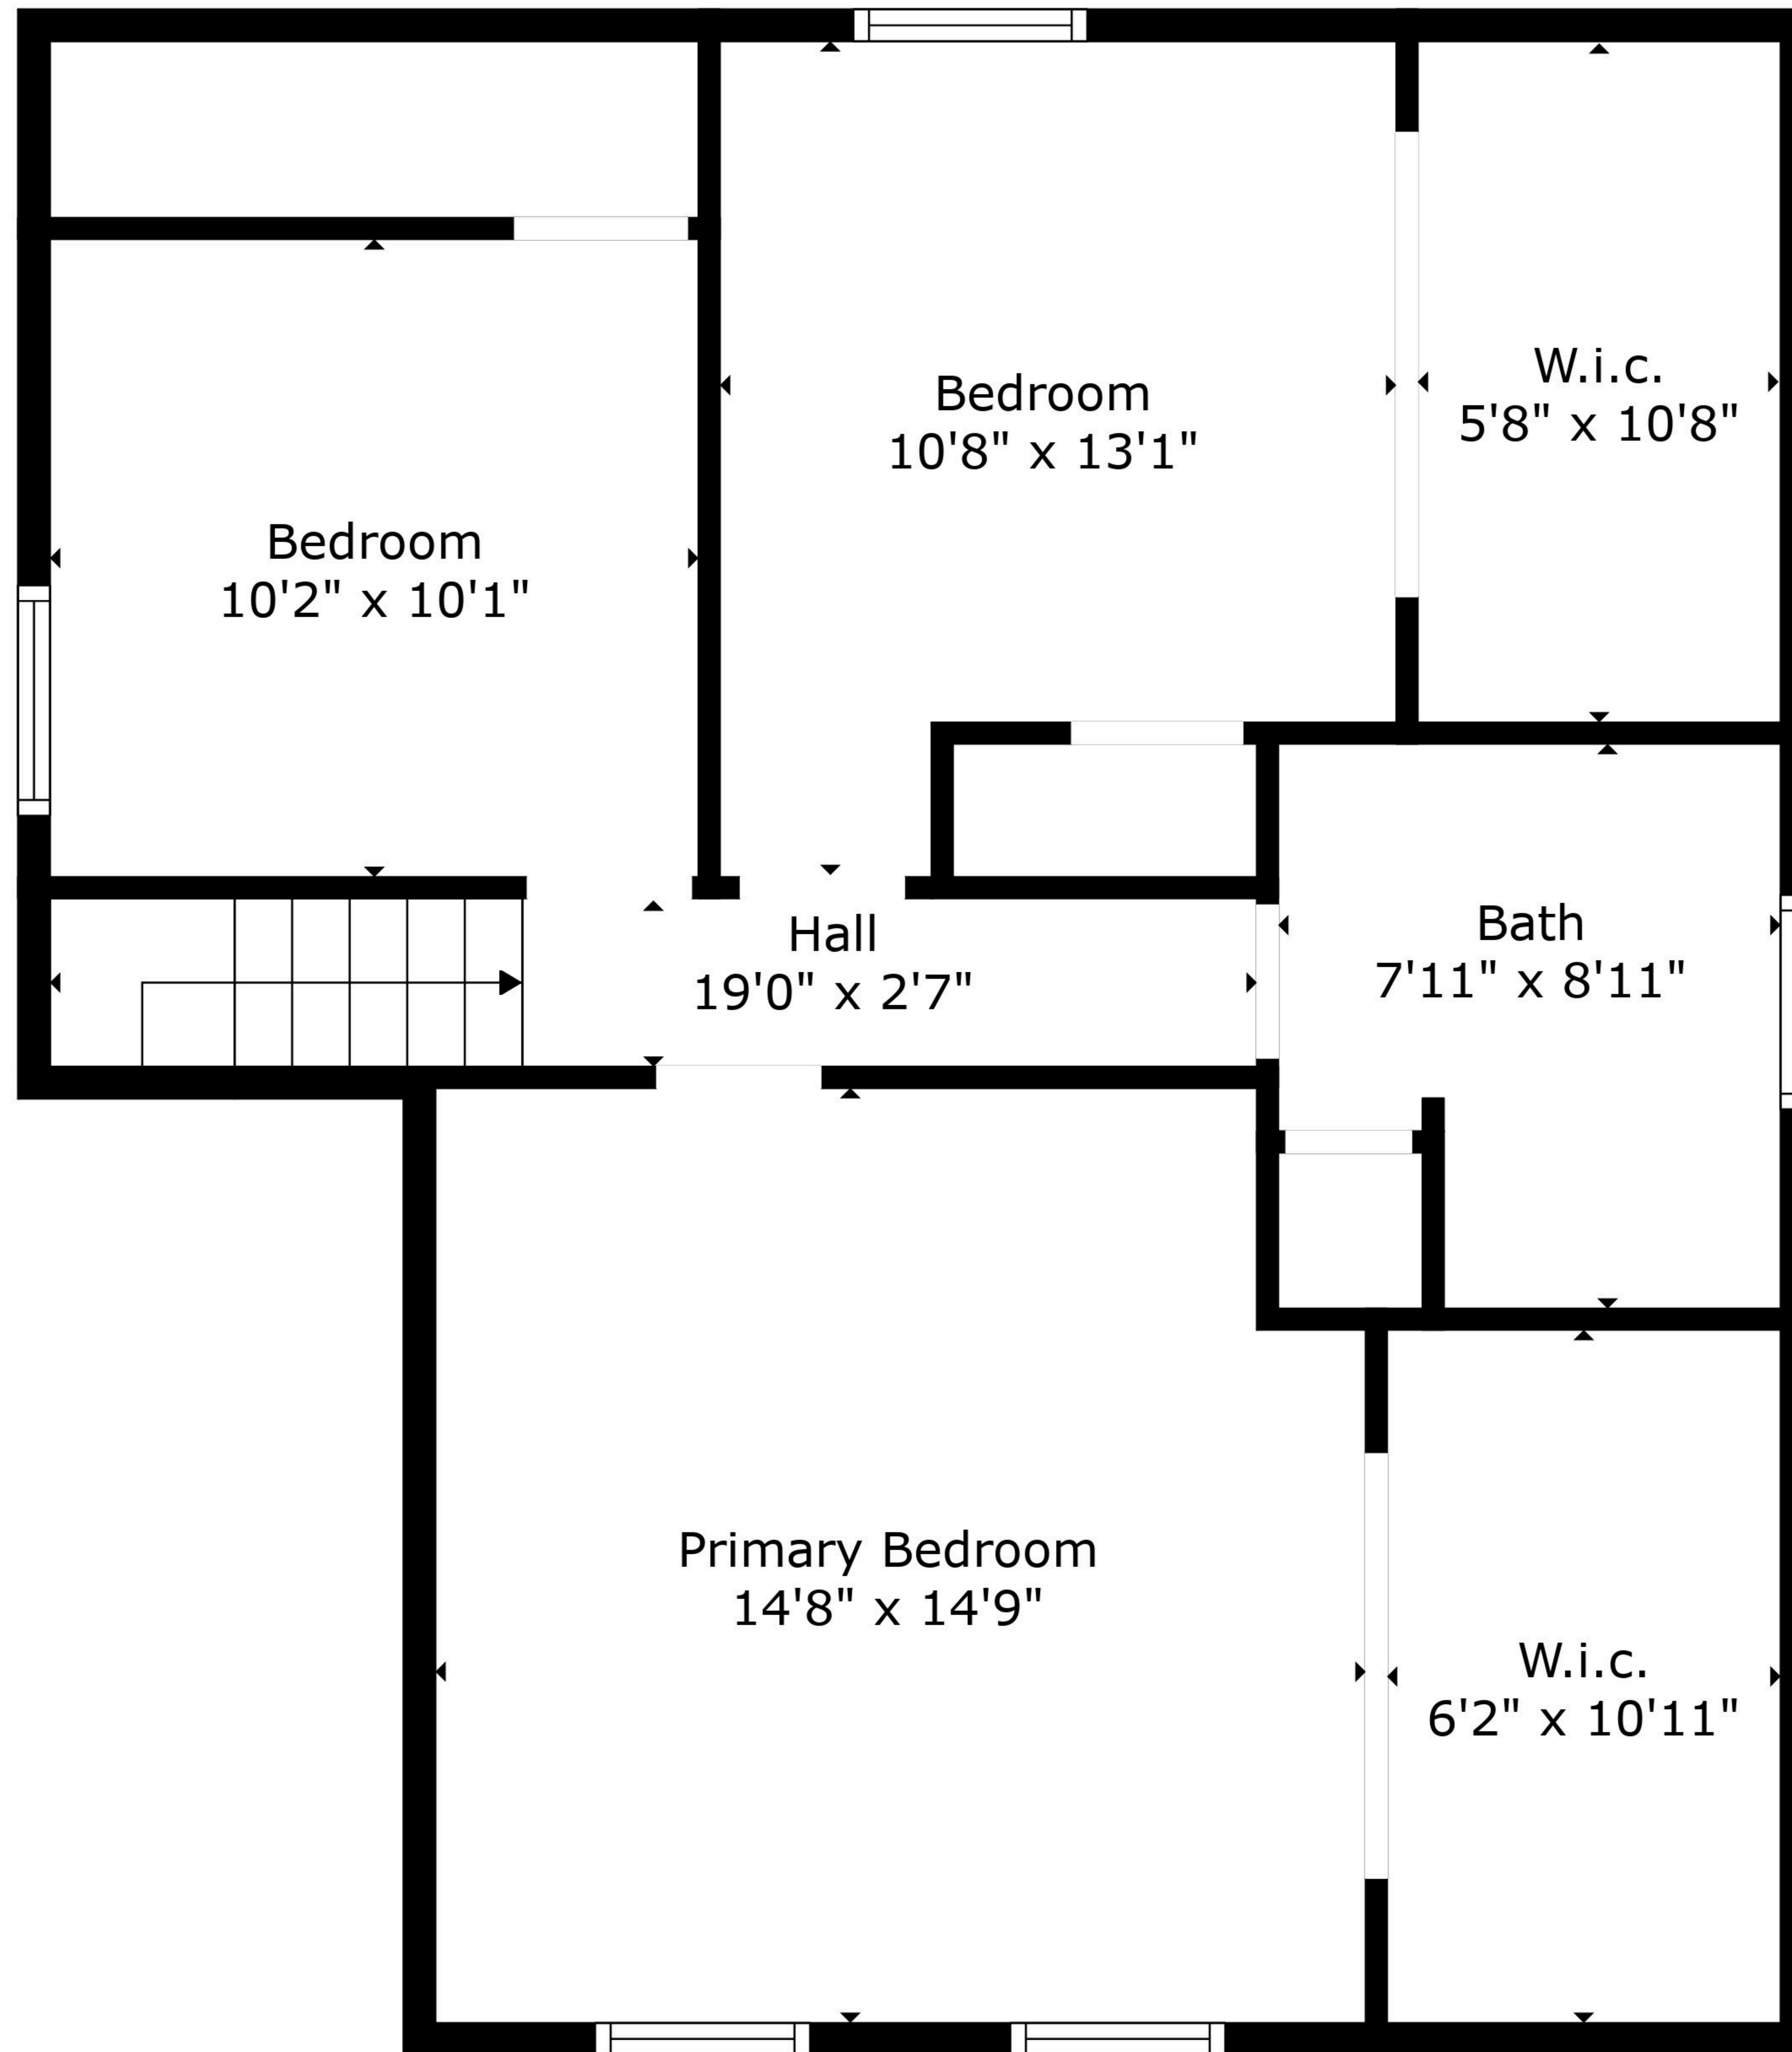 W.i.c.
5'8" x 10'8"
Bedroom
10'8" x 13'1"
Bedroom
10'2" x 10'1"
Hall
19'0" x 2'7"
Bath
7'11" x 8'11"
Primary Bedroom
14'8" x 14'9"
W.i.c.
6'2" x 10'11"